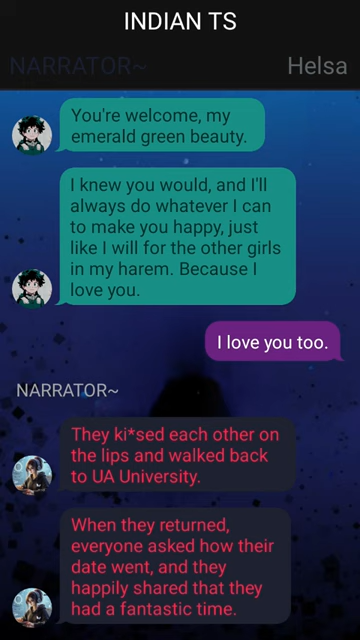 INDIAN TS
NARRATOR~
Helsa
You're welcome, my
emerald green beauty.
I knew you would, and I'll
always do whatever I can
to make you happy, just
like I will for the other girls
in my harem. Because I
love you.
I love you too.
NARRATOR~
They ki*sed each other on
the lips and walked back
to UA University.
When they returned,
everyone asked how their
date went, and they
happily shared that they
had a fantastic time.